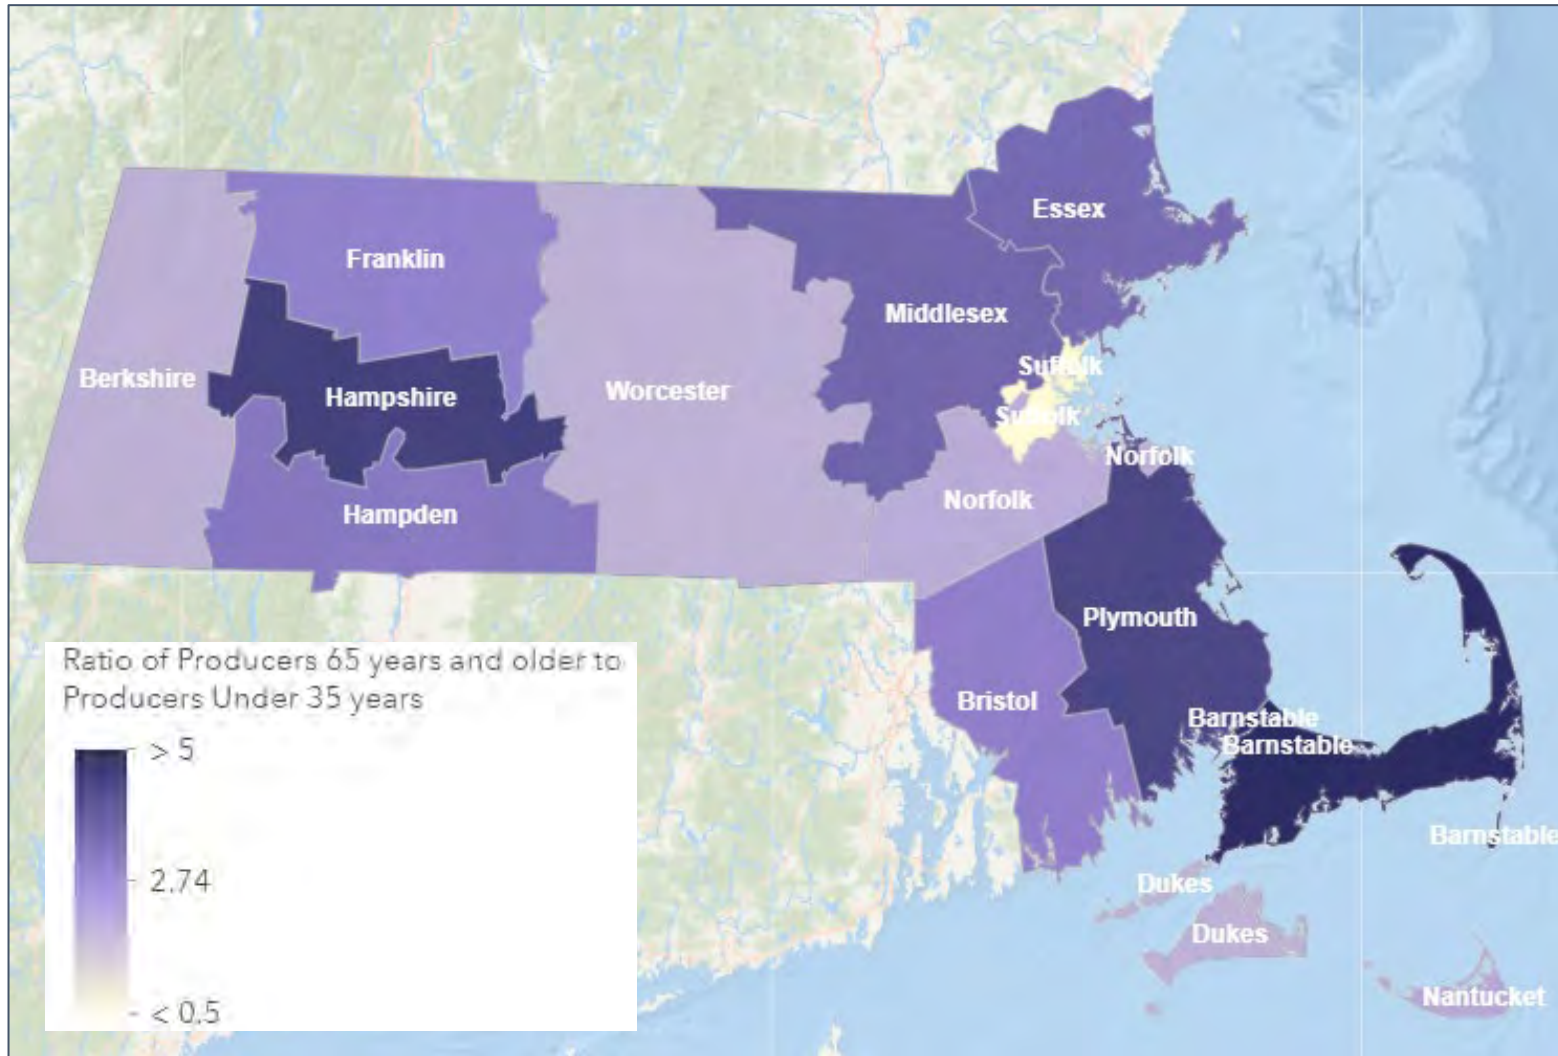 Essex
Franklin
Middlesex
Suffolk
Berkshire
Hampshire
Worcester
Suffolk
Norfolk
Norfolk
Hampden
Plymouth
Ratio of Producers 65 years and older to
Producers Under 35 years
Bristol
Barnstable
Barnstable
> 5
Barnstable
2.74
Dukes
Dukes
Nantucket
< 0.5